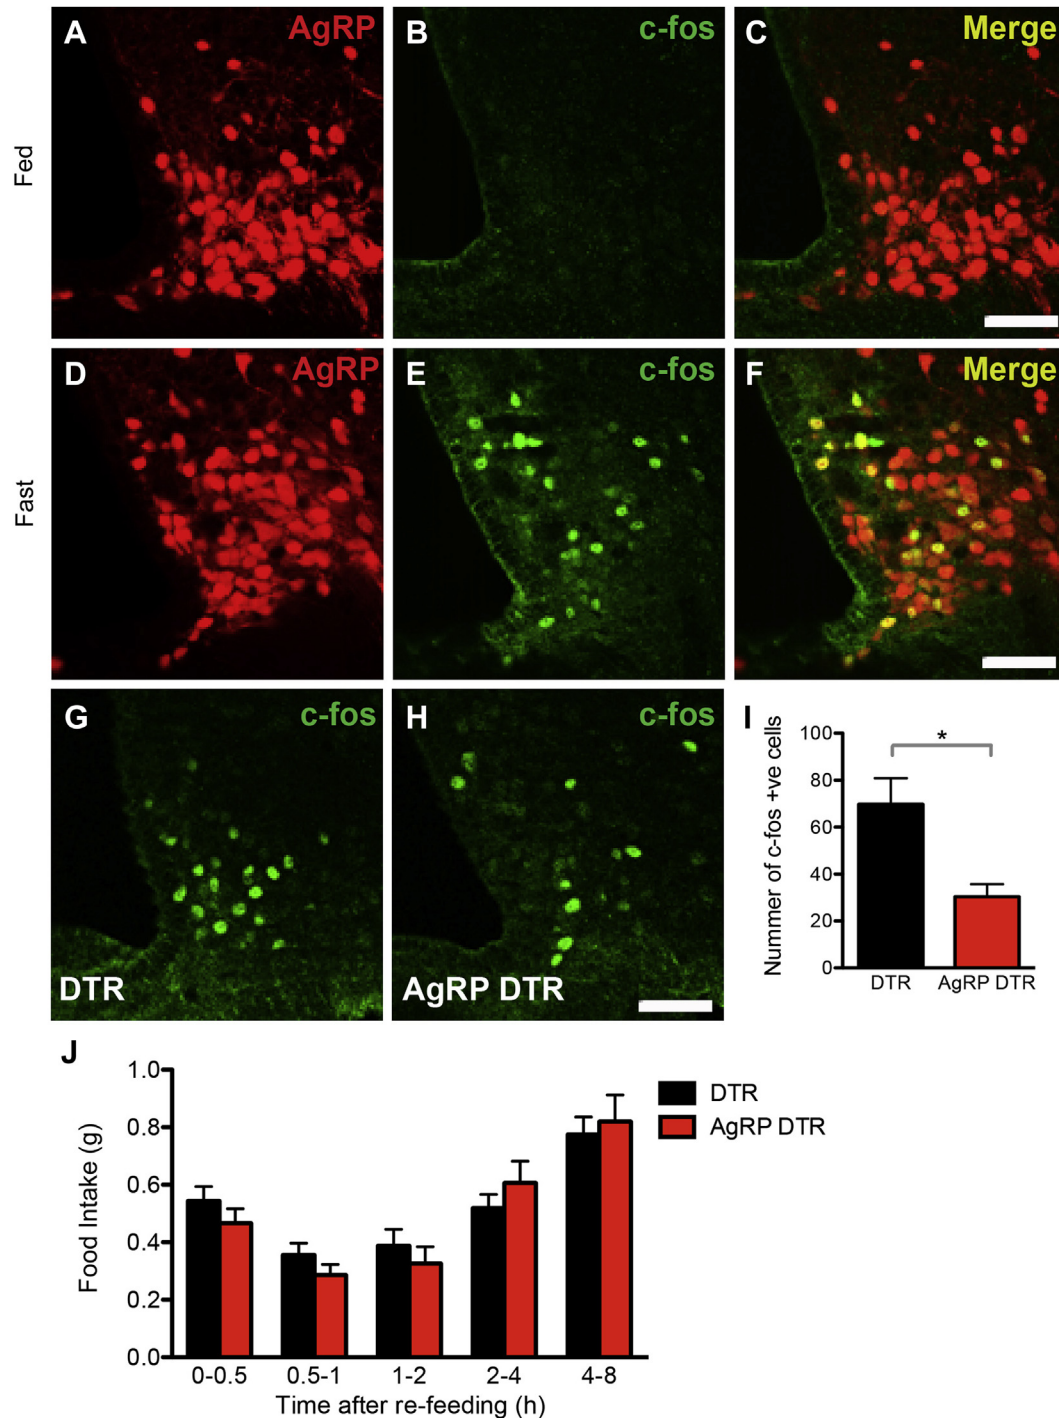 A AgRP
B c-fos
C Merge
Fed
D AgRP
E c-fos
F Merge
Fast
G c-fos
DTR
H c-fos
AgRP DTR
I
Nummer of c-fos +ve cells
100
80
60
40
20
0
*
DTR AgRP DTR
J
Food Intake (g)
1.0
0.8
0.6
0.4
0.2
0.0
DTR
AgRP DTR
0-0.5 0.5-1 1-2 2-4 4-8
Time after re-feeding (h)